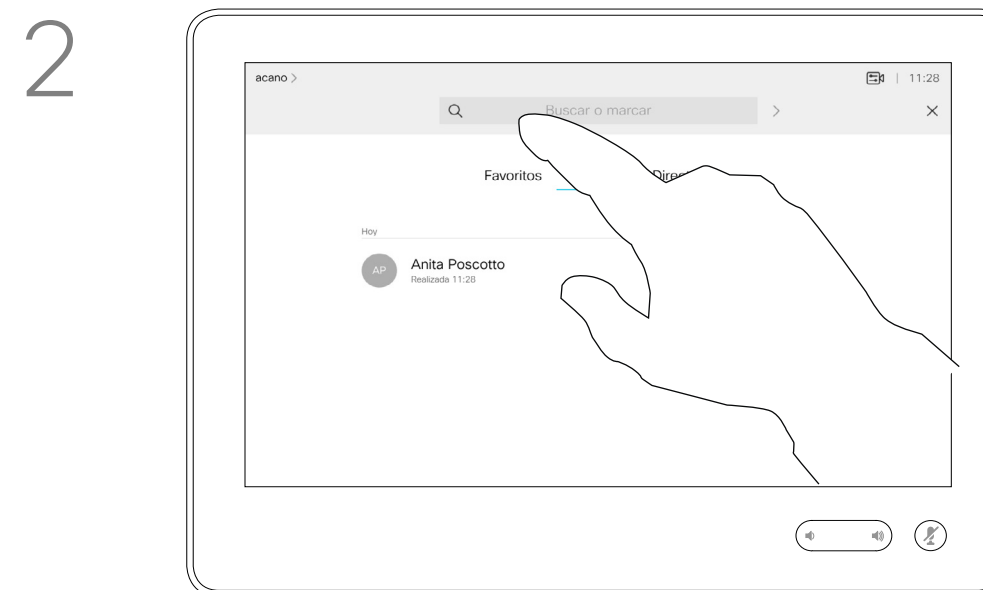 2
acano >
11:28
Buscar o marcar
Favoritos
Hoy
AP
Anita Poscotto
Realizada 11:28